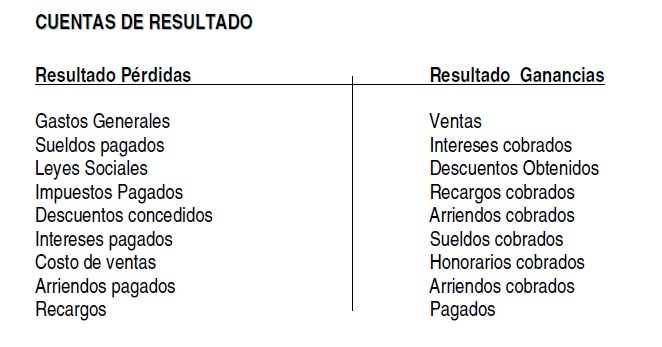 CUENTAS DE RESULTADO
Resultado Pérdidas
Gastos Generales
Sueldos pagados
Leyes Sociales
Impuestos Pagados
Descuentos concedidos
Intereses pagados
Costo de ventas
Arriendos pagados
Recargos
Resultado Ganancias
Ventas
Intereses cobrados
Descuentos Obtenidos
Recargos cobrados
Arriendos cobrados
Sueldos cobrados
Honorarios cobrados
Arriendos cobrados
Pagados